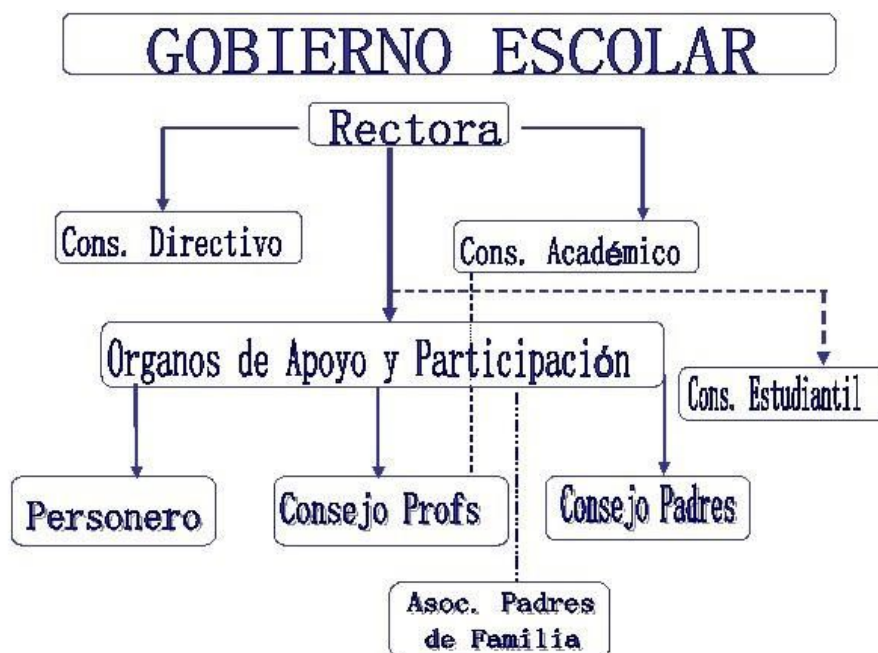 GOBIERNO ESCOLAR
Rectora
Cons. Directivo
Cons. Académico
Organos de Apoyo y Participación
Cons. Estudiantil
Personero
Consejo Profs
Consejo Padres
Asoc. Padres
de Familia